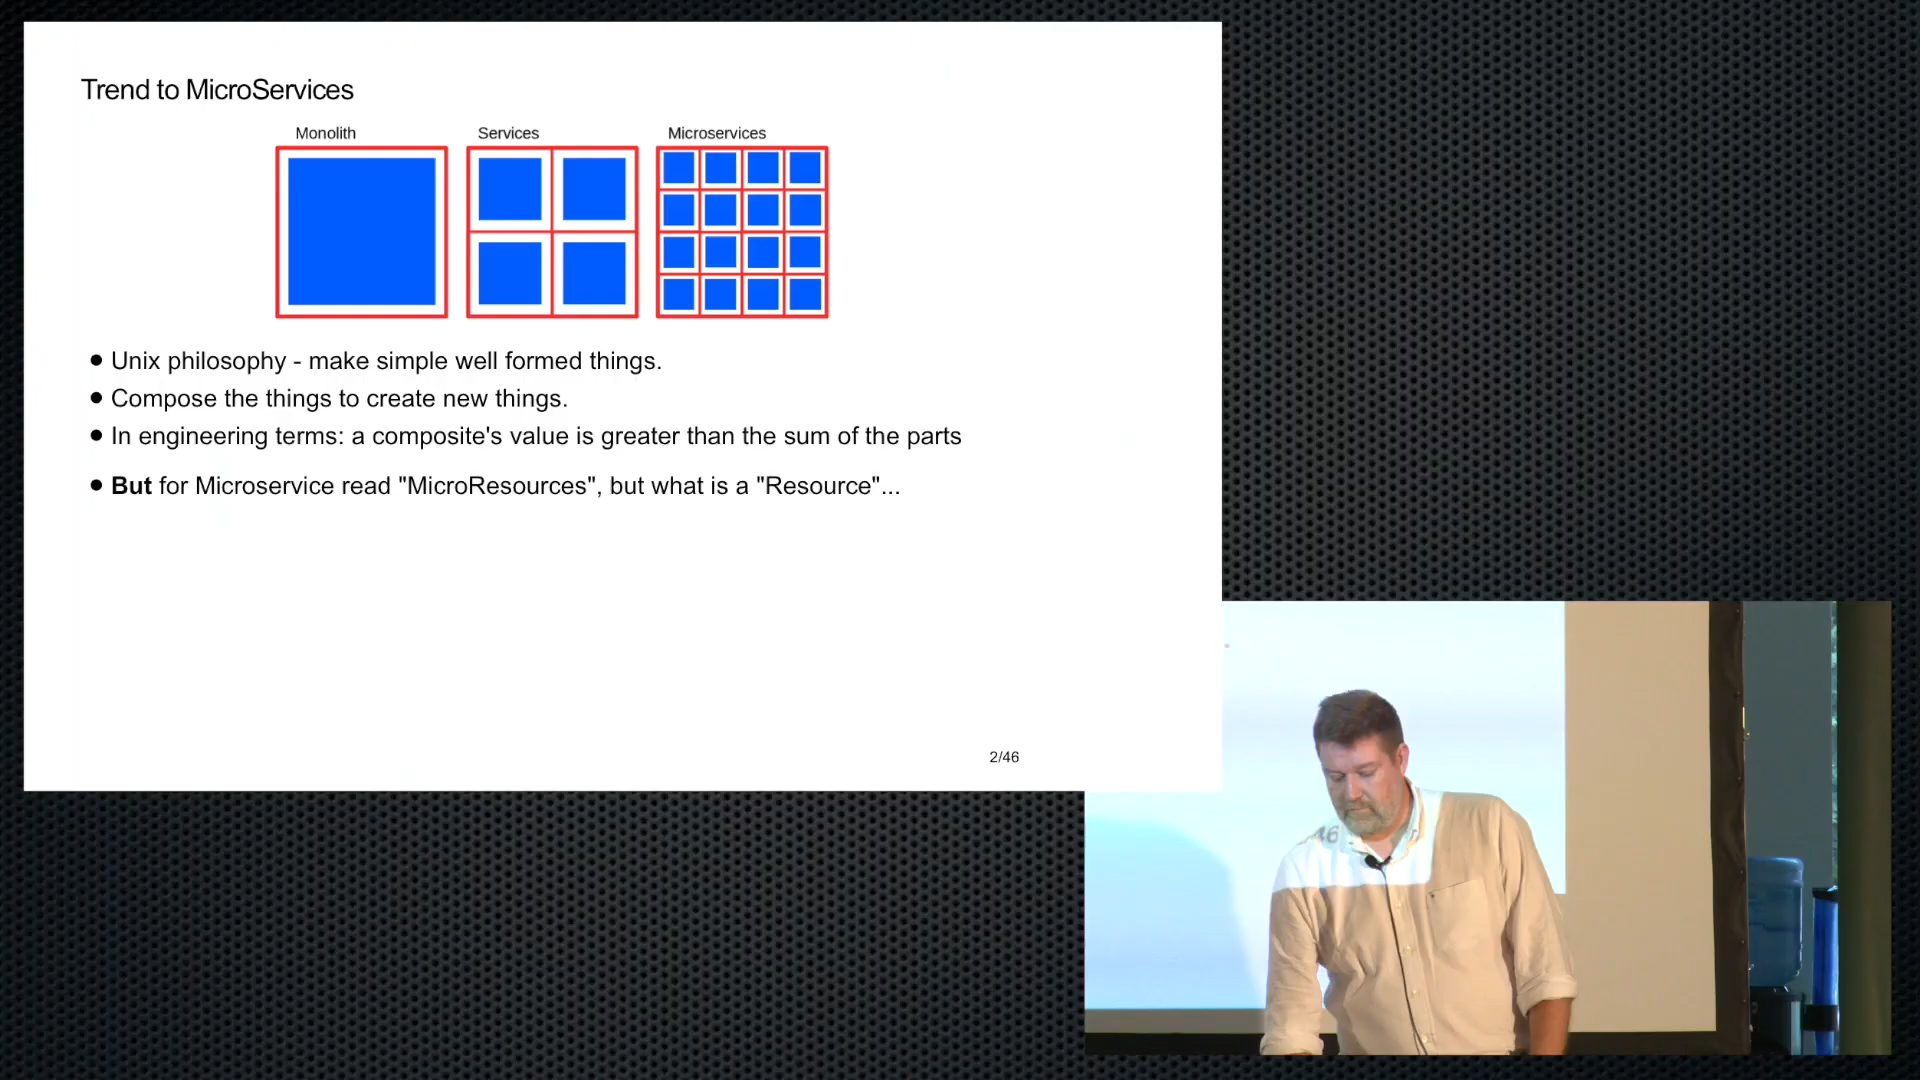 Trend to MicroServices
Monolith
Services
Microservices
Unix philosophy - make simple well formed things.
Compose the things to create new things.
In engineering terms: a composite's value is greater than the sum of the parts
But for Microservice read "MicroResources", but what is a "Resource"...
2/46
46